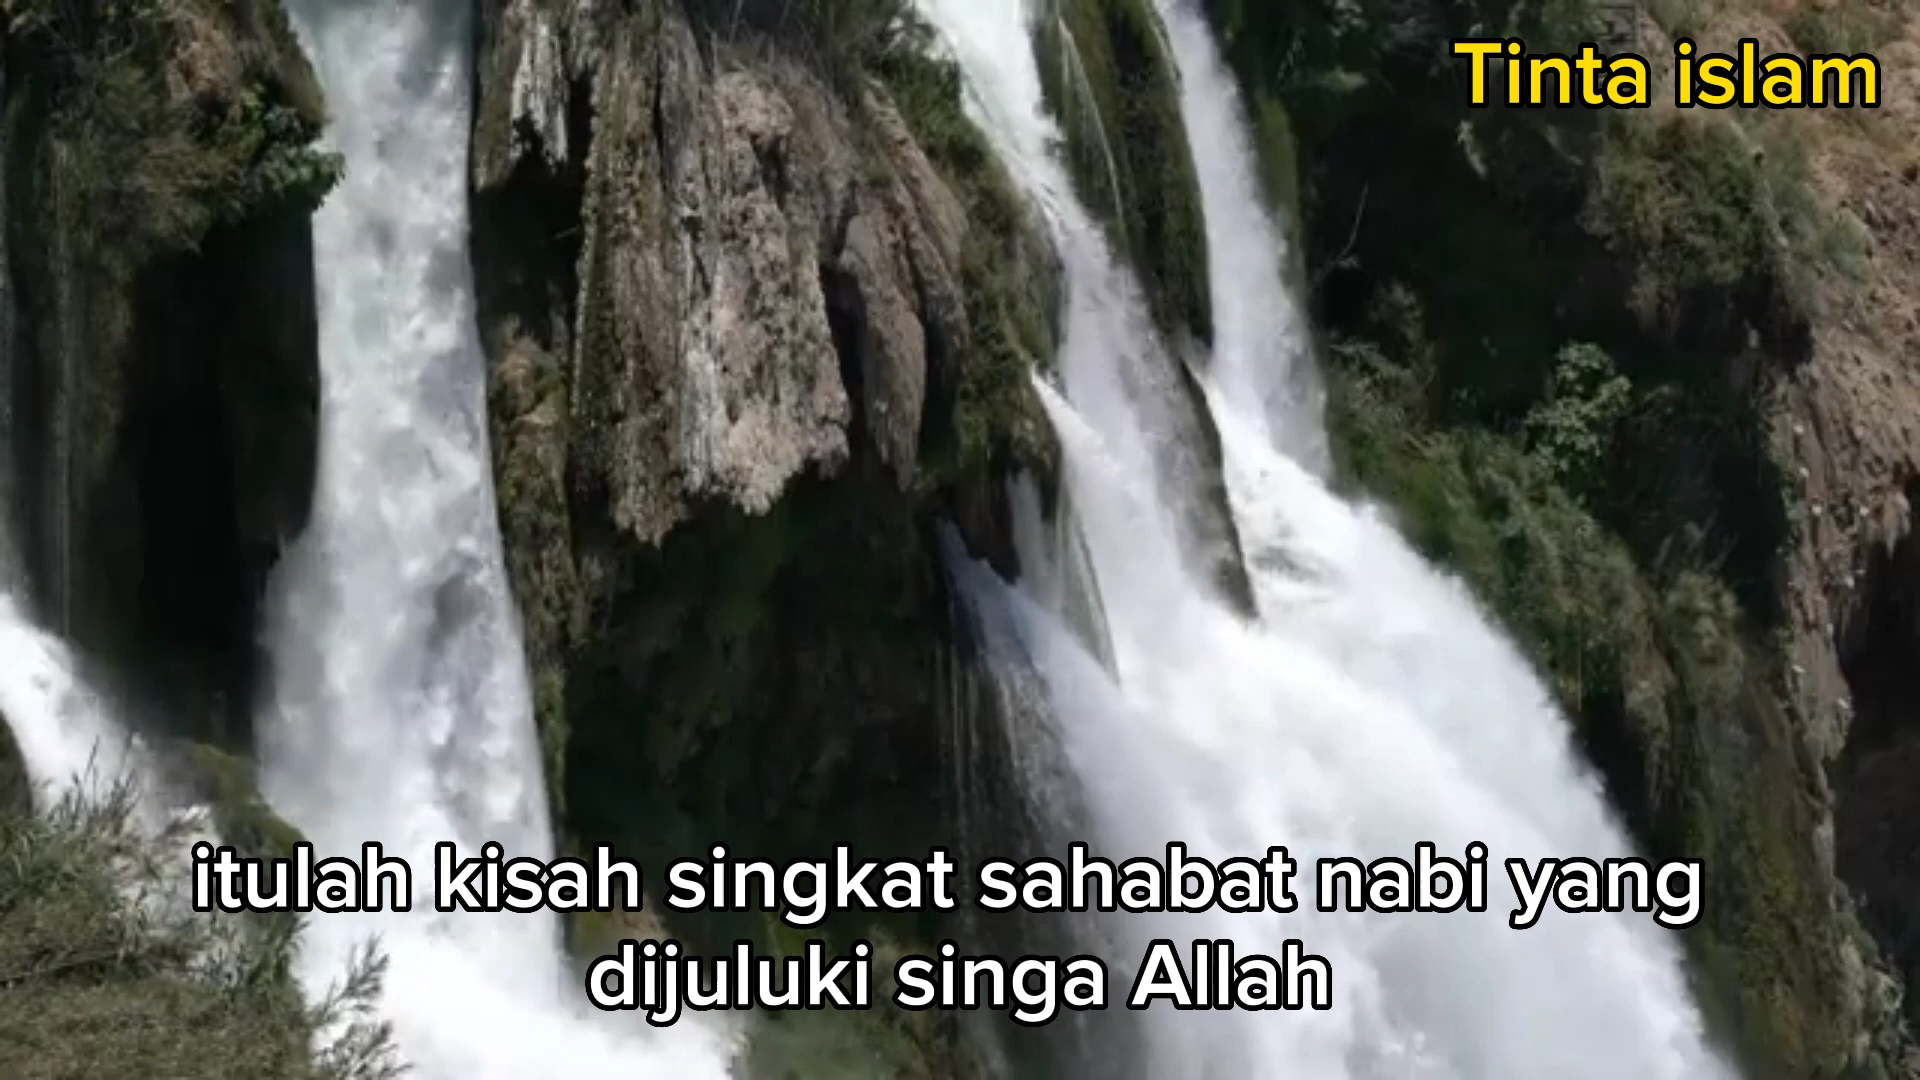 Tinta islam
itulah kisah singkat sahabat nabi yang
dijuluki singa Allah